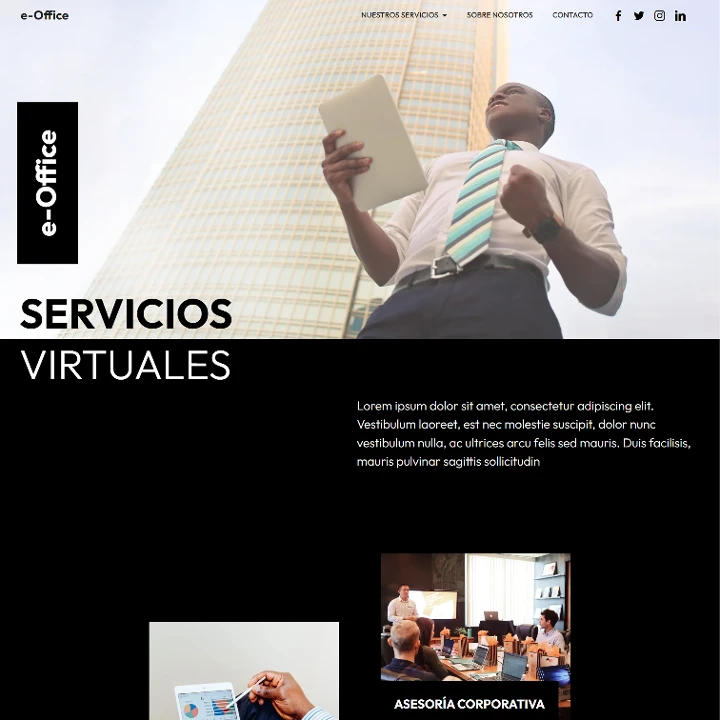 e-Office
NUESTROS SERVICIOS
SOBRE NOSOTROS
CONTACTO
e-Office
SERVICIOS
VIRTUALES
Lorem ipsum dolor sit amet, consectetur adipiscing elit.
Vestibulum laoreet, est nec molestie suscipit, dolor nunc
vestibulum nulla, ac ultrices arcu felis sed mauris. Duis facilisis,
mauris pulvinar sagittis sollicitudin
ASESORÍA CORPORATIVA